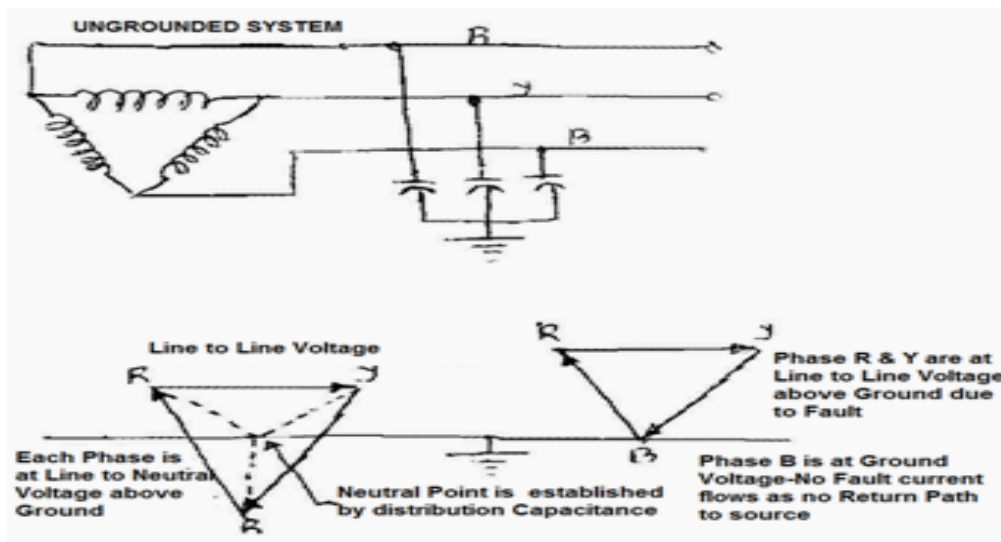 UNGROUNDED SYSTEM
R
Y
B
Line to Line Voltage
R
Y
R
Y
Phase R & Y are at
Line to Line Voltage
above Ground due
to Fault
Each Phase is
at Line to Neutral
Voltage above
Ground
B
Neutral Point is established
by distribution Capacitance
B
Phase B is at Ground
Voltage-No Fault current
flows as no Return Path
to source